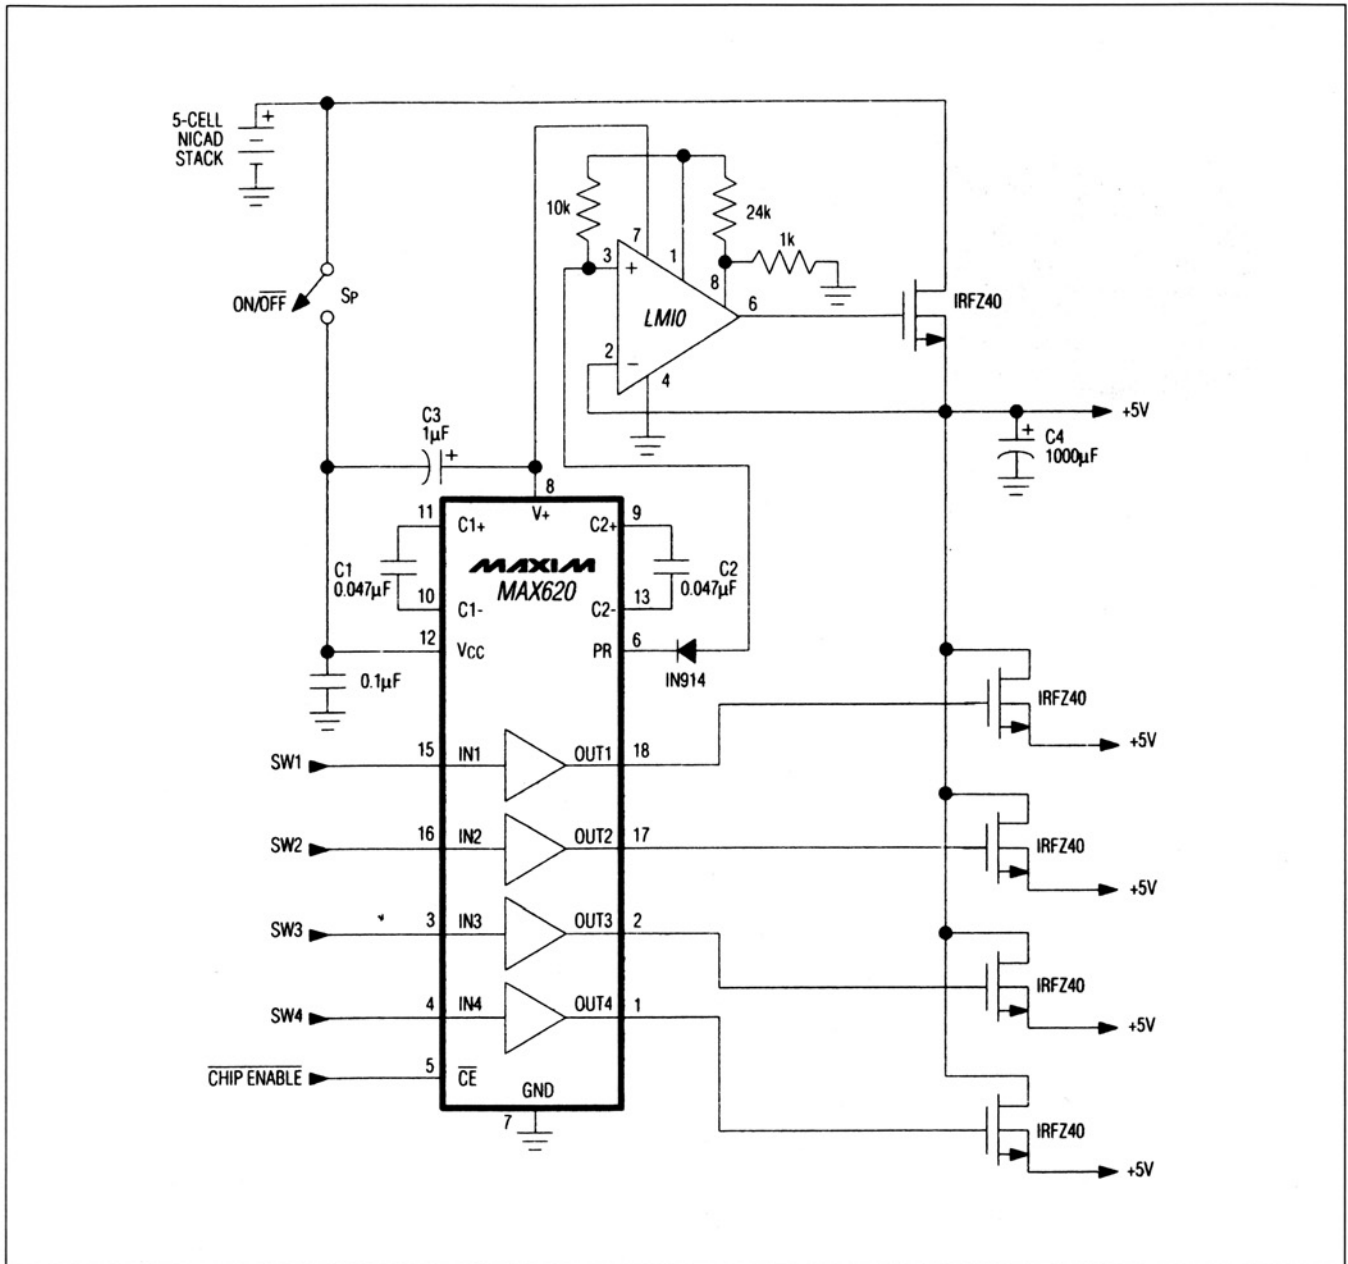 5-CELL
NICAD
STACK
+
10k
24k
1k
7
3
+
1
8
6
LM10
2
−
4
IRFZ40
ON/OFF
SP
+5V
C3
1µF
+
+
C4
1000µF
8
V+
11
C1+
C2+
9
C1
0.047µF
MAXIM
MAX620
C2
0.047µF
10
C1-
C2-
13
12
VCC
PR
6
IN914
0.1µF
IRFZ40
+5V
SW1
15
IN1
OUT1
18
IRFZ40
+5V
SW2
16
IN2
OUT2
17
SW3
3
IN3
OUT3
2
IRFZ40
+5V
SW4
4
IN4
OUT4
1
CHIP ENABLE
5
CE
GND
7
IRFZ40
+5V